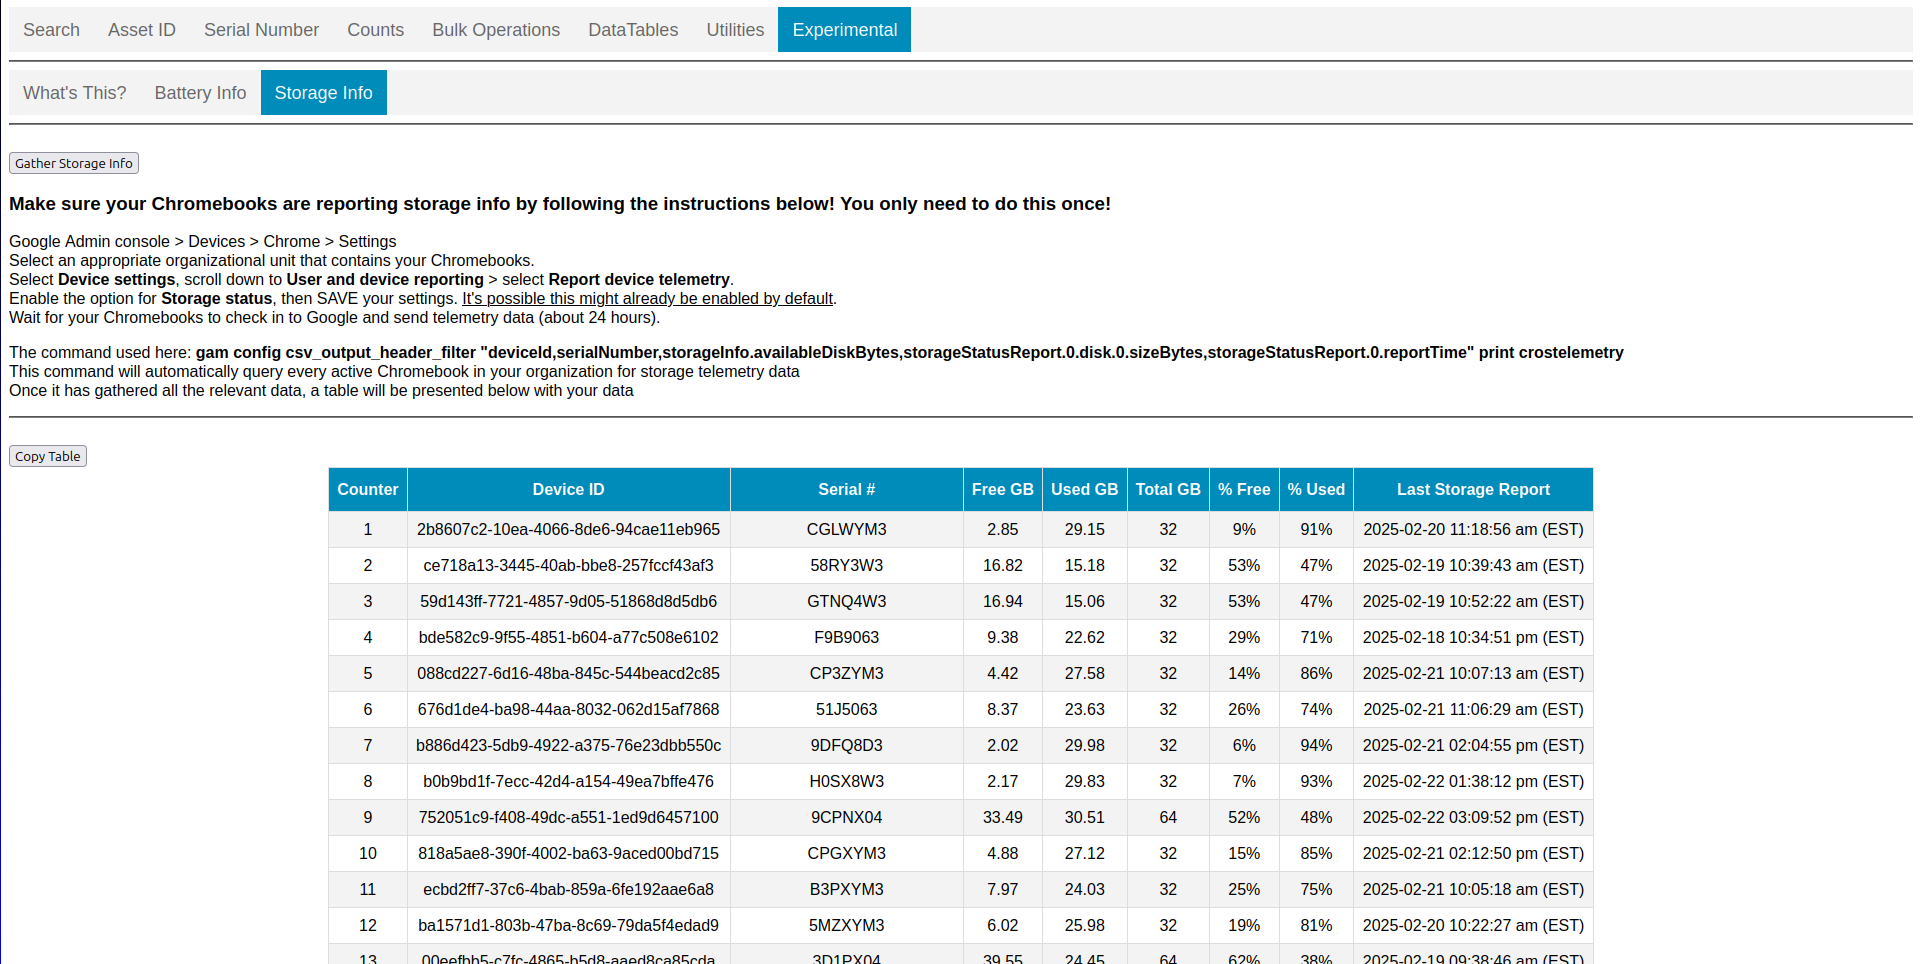 Search Asset ID Serial Number Counts Bulk Operations DataTables Utilities Experimental
What's This? Battery Info Storage Info
Gather Storage Info
Make sure your Chromebooks are reporting storage info by following the instructions below! You only need to do this once!
Google Admin console > Devices > Chrome > Settings
Select an appropriate organizational unit that contains your Chromebooks.
Select Device settings, scroll down to User and device reporting > select Report device telemetry.
Enable the option for Storage status, then SAVE your settings. It's possible this might already be enabled by default.
Wait for your Chromebooks to check in to Google and send telemetry data (about 24 hours).
The command used here: gam config csv_output_header_filter "deviceId,serialNumber,storageInfo.availableDiskBytes,storageStatusReport.0.disk.0.sizeBytes,storageStatusReport.0.reportTime" print crostelemetry
This command will automatically query every active Chromebook in your organization for storage telemetry data
Once it has gathered all the relevant data, a table will be presented below with your data
Copy Table
Counter Device ID Serial # Free GB Used GB Total GB % Free % Used Last Storage Report
1 2b8607c2-10ea-4066-8de6-94cae11eb965 CGLWYM3 2.85 29.15 32 9% 91% 2025-02-20 11:18:56 am (EST)
2 ce718a13-3445-40ab-bbe8-257fccf43af3 58RY3W3 16.82 15.18 32 53% 47% 2025-02-19 10:39:43 am (EST)
3 59d143ff-7721-4857-9d05-51868d8d5db6 GTNQ4W3 16.94 15.06 32 53% 47% 2025-02-19 10:52:22 am (EST)
4 bde582c9-9f55-4851-b604-a77c508e6102 F9B9063 9.38 22.62 32 29% 71% 2025-02-18 10:34:51 pm (EST)
5 088cd227-6d16-48ba-845c-544beacd2c85 CP3ZYM3 4.42 27.58 32 14% 86% 2025-02-21 10:07:13 am (EST)
6 676d1de4-ba98-44aa-8032-062d15af7868 51J5063 8.37 23.63 32 26% 74% 2025-02-21 11:06:29 am (EST)
7 b886d423-5db9-4922-a375-76e23dbb550c 9DFQ8D3 2.02 29.98 32 6% 94% 2025-02-21 02:04:55 pm (EST)
8 b0b9bd1f-7ecc-42d4-a154-49ea7bffe476 H0SX8W3 2.17 29.83 32 7% 93% 2025-02-22 01:38:12 pm (EST)
9 752051c9-f408-49dc-a551-1ed9d6457100 9CPNX04 33.49 30.51 64 52% 48% 2025-02-22 03:09:52 pm (EST)
10 818a5ae8-390f-4002-ba63-9aced00bd715 CPGXYM3 4.88 27.12 32 15% 85% 2025-02-21 02:12:50 pm (EST)
11 ecbd2ff7-37c6-4bab-859a-6fe192aae6a8 B3PXYM3 7.97 24.03 32 25% 75% 2025-02-21 10:05:18 am (EST)
12 ba1571d1-803b-47ba-8c69-79da5f4edad9 5MZXYM3 6.02 25.98 32 19% 81% 2025-02-20 10:22:27 am (EST)
13 00eefbb5-c7fc-4865-b5d8-aaed8ca85cda 3D1PX04 39.55 24.45 64 62% 38% 2025-02-19 09:38:46 am (EST)